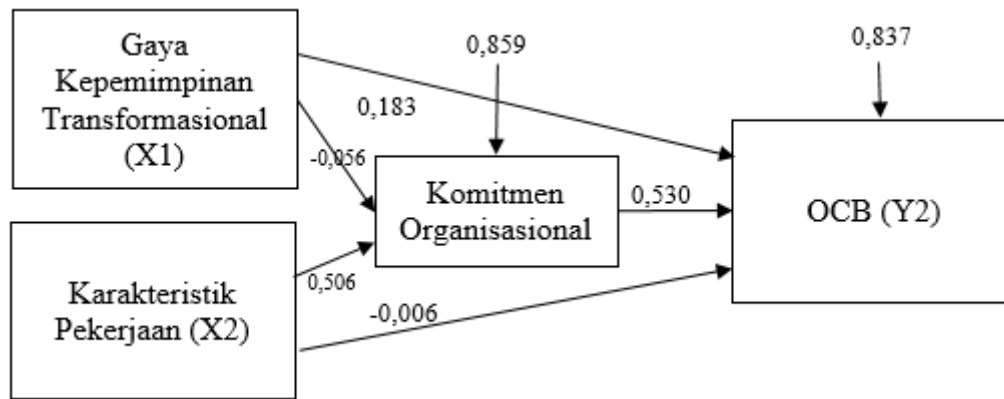 Gaya
Kepemimpinan
Transformasional
(X1)
0,859
0,837
0,183
-0,056
Komitmen
Organisasional
0,530
OCB (Y2)
0,506
Karakteristik
Pekerjaan (X2)
-0,006